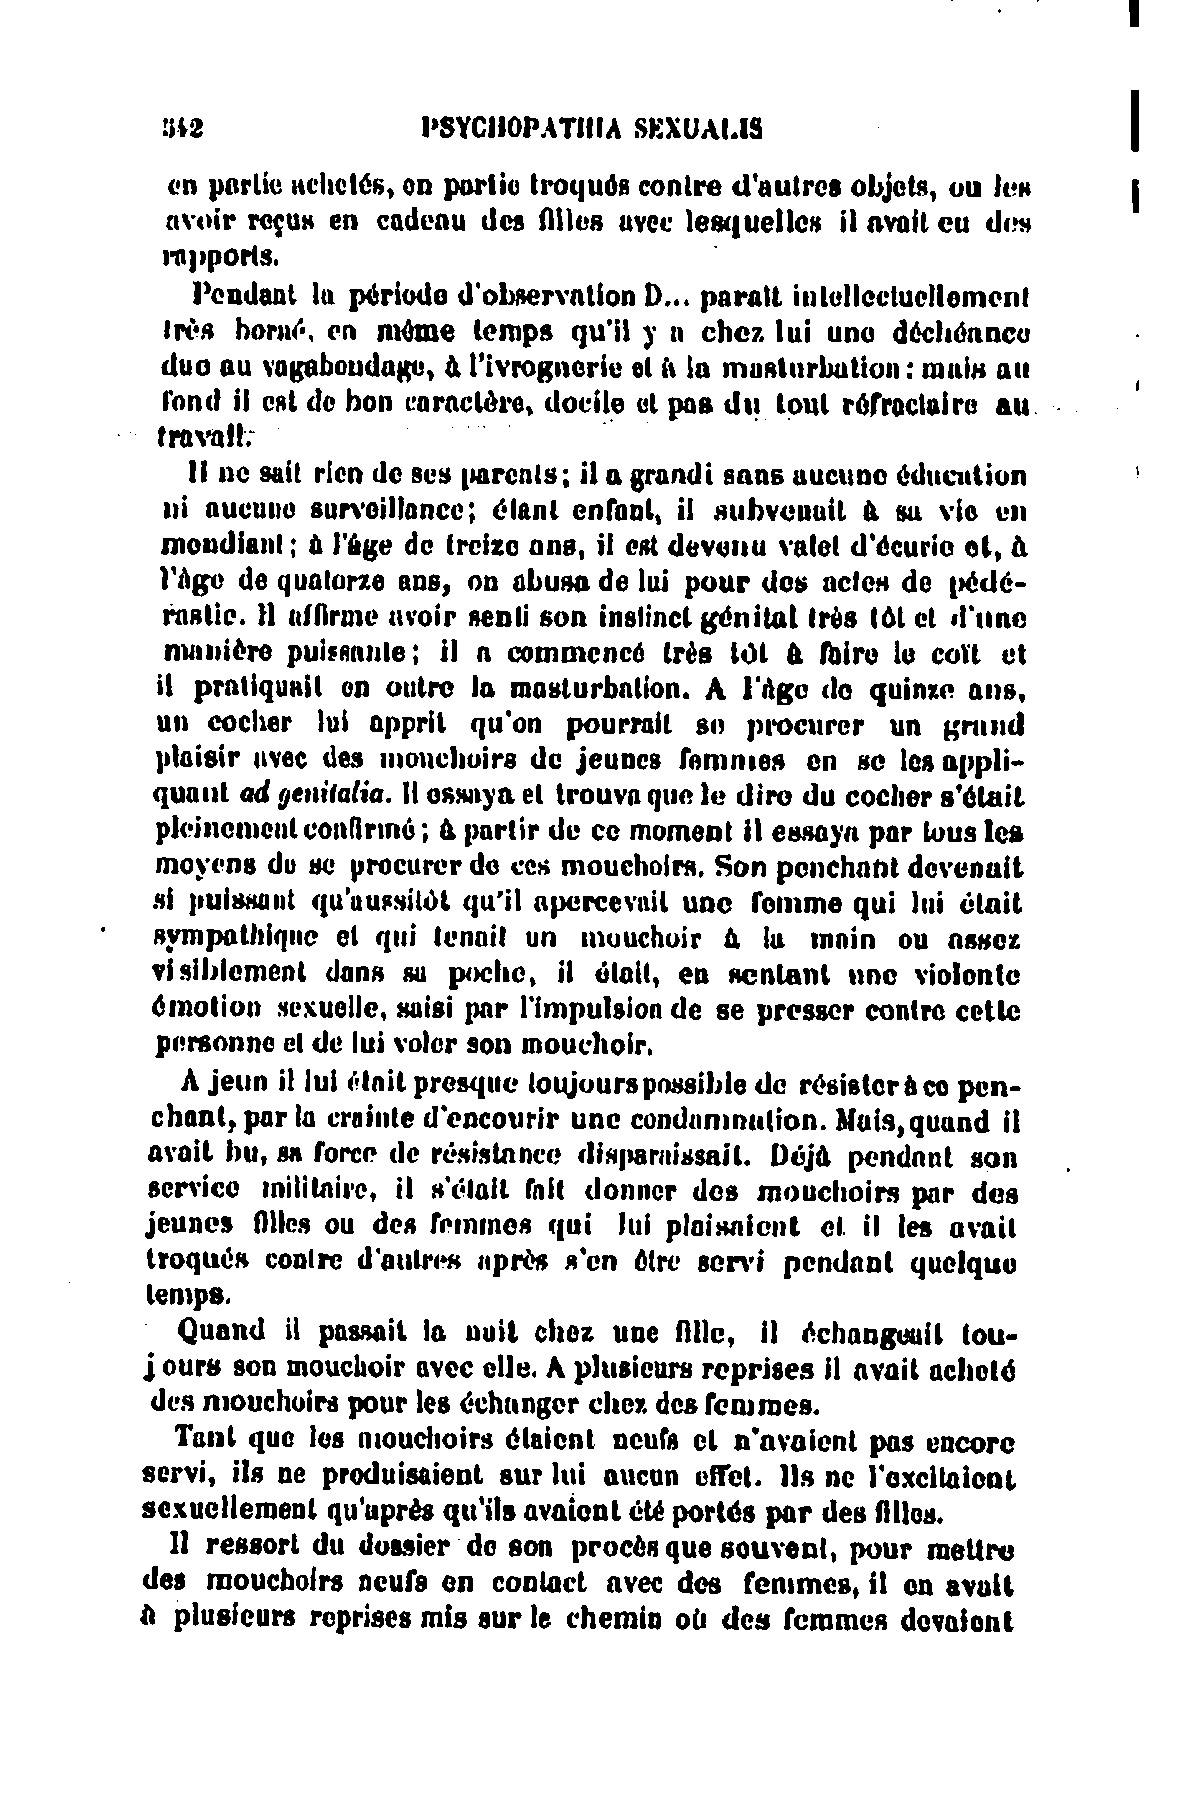 342 PSYCHOPATHIA SEXUALIS
en partie achetés, en partie troqués contre d'autres objets, ou les
avoir reçus en cadeau des filles avec lesquelles il avait eu des
rapports.
Pendant la période d'observation D... paraît intellectuellement
très borné, en même temps qu'il y a chez lui une déchéance
due au vagabondage, à l'ivrognerie et à la masturbation : mais au
fond il est de bon caractère, docile et pas du tout réfractaire au
travail.
Il ne sait rien de ses parents ; il a grandi sans aucune éducation
ni aucune surveillance ; étant enfant, il subvenait à sa vie en
mendiant ; à l'âge de treize ans, il est devenu valet d'écurie et, à
l'âge de quatorze ans, on abusa de lui pour des actes de pédé-
rastie. Il affirme avoir senti son instinct génital très tôt et d'une
manière puissante ; il a commencé très tôt à faire le coït et
il pratiquait en outre la masturbation. A l'âge de quinze ans,
un cocher lui apprit qu'on pourrait se procurer un grand
plaisir avec des mouchoirs de jeunes femmes en se les appli-
quant ad genitalia. Il essaya et trouva que le dire du cocher s'était
pleinement confirmé ; à partir de ce moment il essaya par tous les
moyens de se procurer de ces mouchoirs. Son penchant devenait
si puissant qu'aussitôt qu'il apercevait une femme qui lui était
sympathique et qui tenait un mouchoir à la main ou assez
visiblement dans sa poche, il était, en sentant une violente
émotion sexuelle, saisi par l'impulsion de se presser contre cette
personne et de lui voler son mouchoir.
A jeun il lui était presque toujours possible de résister à ce pen-
chant, par la crainte d'encourir une condamnation. Mais, quand il
avait bu, sa force de résistance disparaissait. Déjà pendant son
service militaire, il s'était fait donner des mouchoirs par des
jeunes filles ou des femmes qui lui plaisaient et il les avait
troqués contre d'autres après s'en être servi pendant quelque
temps.
Quand il passait la nuit chez une fille, il échangeait tou-
jours son mouchoir avec elle. A plusieurs reprises il avait acheté
des mouchoirs pour les échanger chez des femmes.
Tant que les mouchoirs étaient neufs et n'avaient pas encore
servi, ils ne produisaient sur lui aucun effet. Ils ne l'excitaient
sexuellement qu'après qu'ils avaient été portés par des filles.
Il ressort du dossier de son procès que souvent, pour mettre
des mouchoirs neufs en contact avec des femmes, il en avait
à plusieurs reprises mis sur le chemin où des femmes devaient